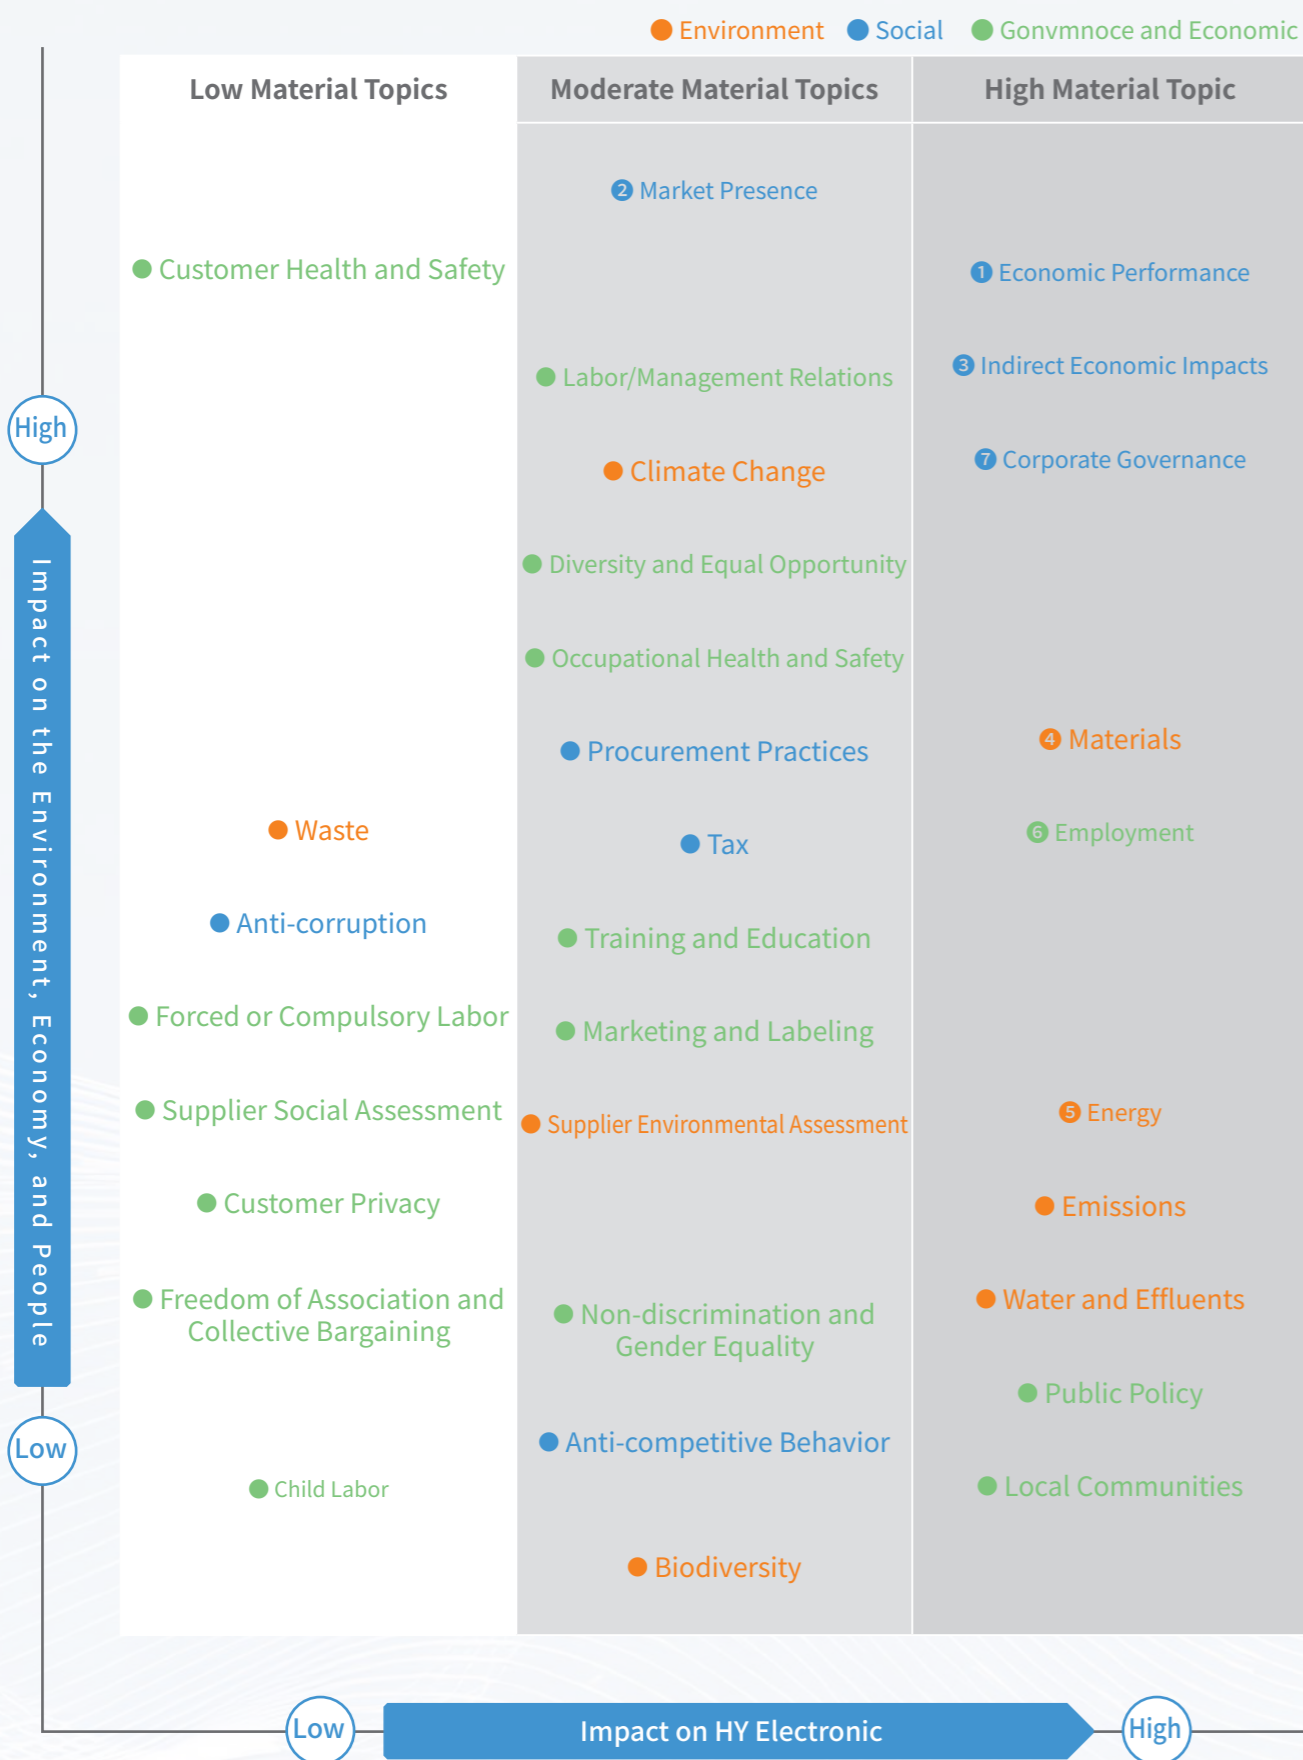 Environment Social Gonvmnoce and Economic
Low Material Topics
Customer Health and Safety
Waste
Anti-corruption
Forced or Compulsory Labor
Supplier Social Assessment
Customer Privacy
Freedom of Association and
Collective Bargaining
Child Labor
Moderate Material Topics
2 Market Presence
Labor/Management Relations
Climate Change
Diversity and Equal Opportunity
Occupational Health and Safety
Procurement Practices
Tax
Training and Education
Marketing and Labeling
Supplier Environmental Assessment
Non-discrimination and
Gender Equality
Anti-competitive Behavior
Biodiversity
High Material Topic
1 Economic Performance
3 Indirect Economic Impacts
7 Corporate Governance
4 Materials
6 Employment
5 Energy
Emissions
Water and Effluents
Public Policy
Local Communities
High
Impact on the Environment, Economy, and People
Low
Low
Impact on HY Electronic
High